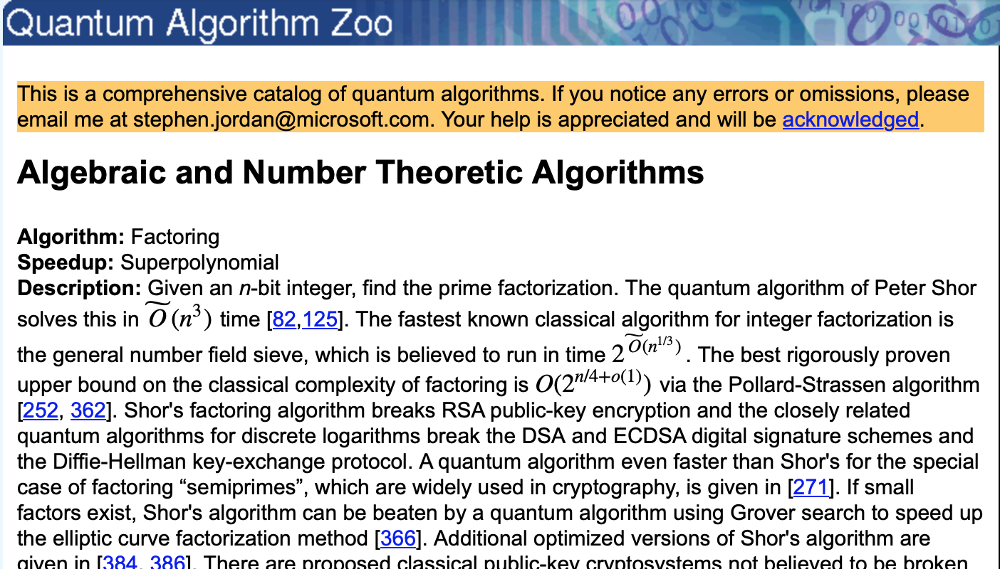 Quantum Algorithm Zoo
This is a comprehensive catalog of quantum algorithms. If you notice any errors or omissions, please
email me at stephen.jordan@microsoft.com. Your help is appreciated and will be acknowledged.
Algebraic and Number Theoretic Algorithms
Algorithm: Factoring
Speedup: Superpolynomial
Description: Given an n-bit integer, find the prime factorization. The quantum algorithm of Peter Shor
solves this in Õ(n³) time [82,125]. The fastest known classical algorithm for integer factorization is
the general number field sieve, which is believed to run in time 2^Õ(n^1/3). The best rigorously proven
upper bound on the classical complexity of factoring is O(2^n/4+o(1)) via the Pollard-Strassen algorithm
[252, 362]. Shor's factoring algorithm breaks RSA public-key encryption and the closely related
quantum algorithms for discrete logarithms break the DSA and ECDSA digital signature schemes and
the Diffie-Hellman key-exchange protocol. A quantum algorithm even faster than Shor's for the special
case of factoring “semiprimes”, which are widely used in cryptography, is given in [271]. If small
factors exist, Shor's algorithm can be beaten by a quantum algorithm using Grover search to speed up
the elliptic curve factorization method [366]. Additional optimized versions of Shor's algorithm are
given in [384, 386]. There are proposed classical public-key cryptosystems not believed to be broken